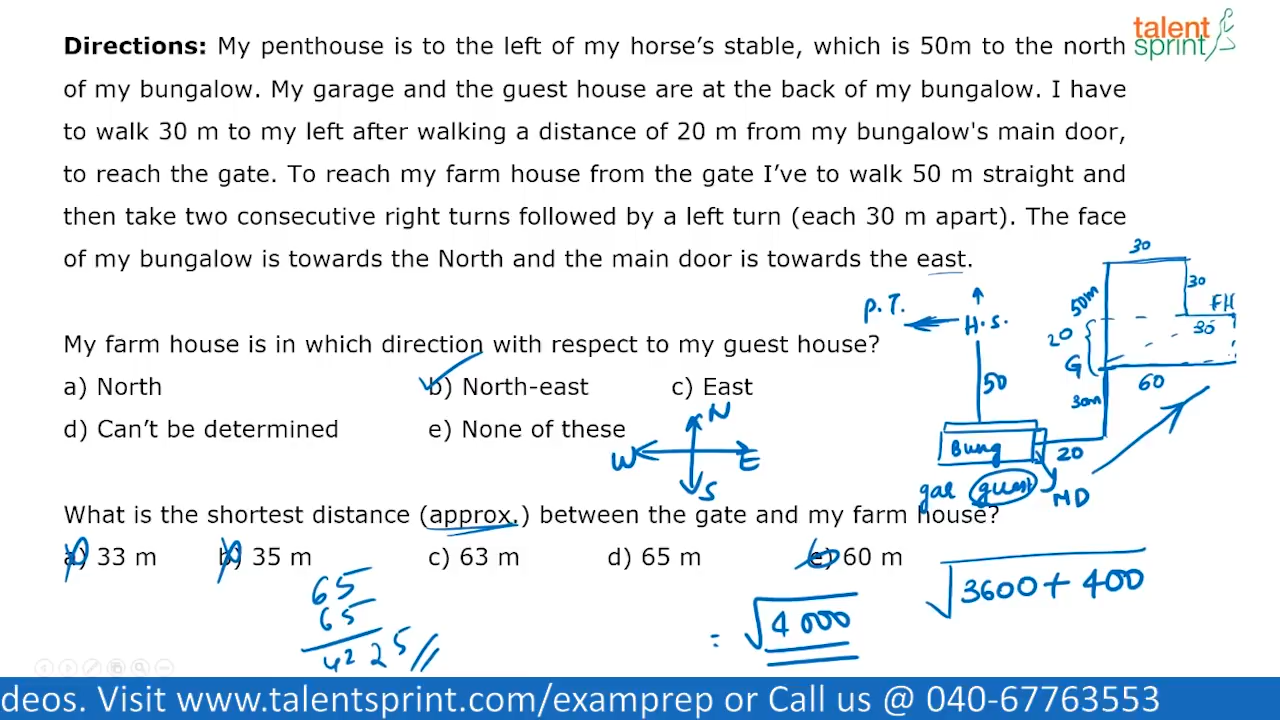 talent
sprint
Directions: My penthouse is to the left of my horse's stable, which is 50m to the north
of my bungalow. My garage and the guest house are at the back of my bungalow. I have
to walk 30 m to my left after walking a distance of 20 m from my bungalow's main door,
to reach the gate. To reach my farm house from the gate I've to walk 50 m straight and
then take two consecutive right turns followed by a left turn (each 30 m apart). The face
of my bungalow is towards the North and the main door is towards the east.
My farm house is in which direction with respect to my guest house?
a) North b) North-east c) East
d) Can't be determined e) None of these
N
W E
S
P.T. H.S.
50
Bung
gar guest MD
20
30m
G
20
50m
30
30
FH
30
60
What is the shortest distance (approx.) between the gate and my farm house?
a) 33 m b) 35 m c) 63 m d) 65 m e) 60 m
65
65
4225
√3600 + 400
= √4000
deos. Visit www.talentsprint.com/examprep or Call us @ 040-67763553